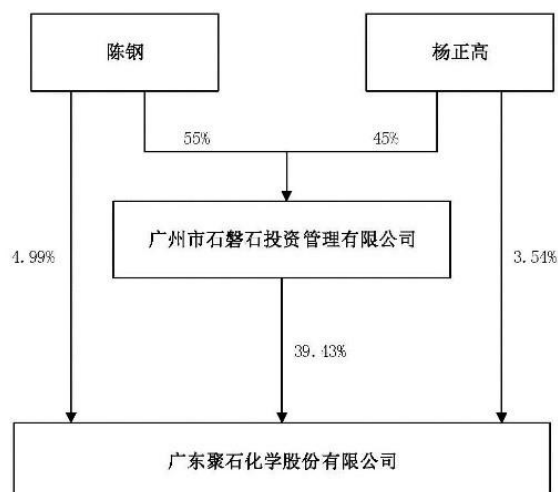 陈钢
杨正高
55%
45%
广州市石磐石投资管理有限公司
4.99%
3.54%
39.43%
广东聚石化学股份有限公司